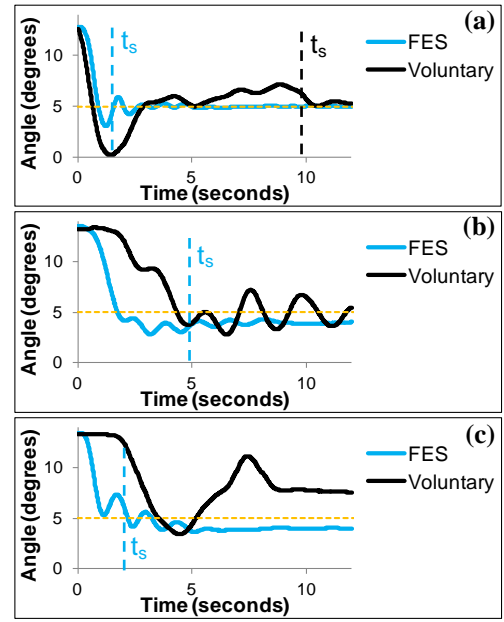 (a)
Angle (degrees)
10
5
0
t_s
t_s
FES
Voluntary
0
5
10
Time (seconds)
(b)
Angle (degrees)
10
5
0
t_s
FES
Voluntary
0
5
10
Time (seconds)
(c)
Angle (degrees)
10
5
0
t_s
FES
Voluntary
0
5
10
Time (seconds)